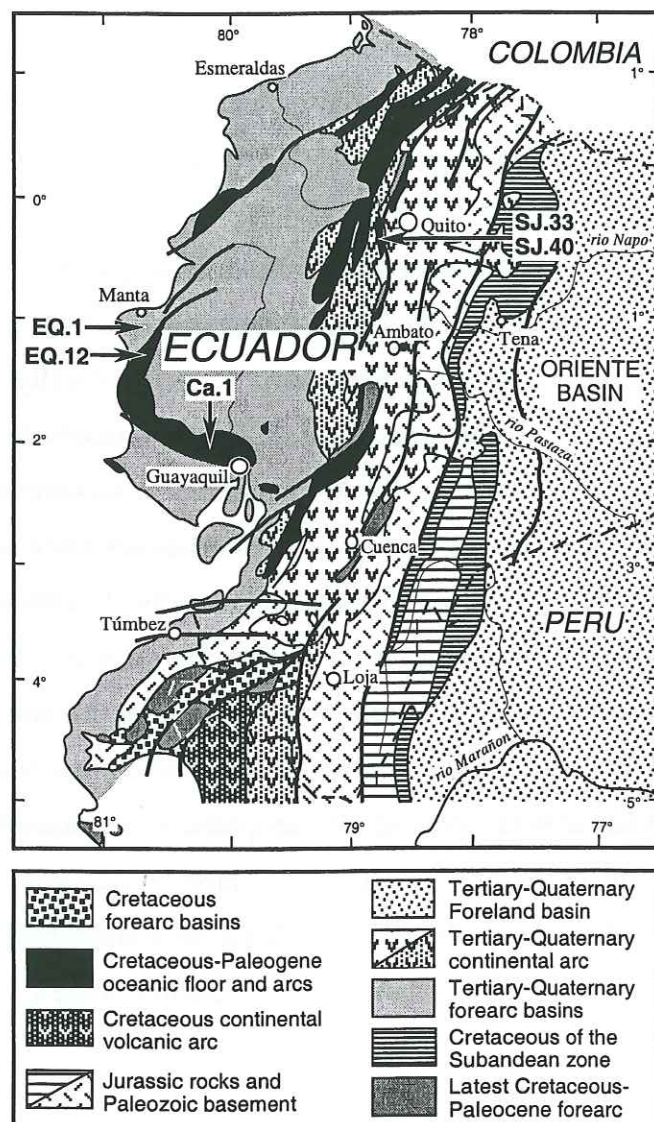 80°
78°
COLOMBIA
Esmeraldas
1°
0°
Quito
SJ.33
SJ.40
rio Napo
Manta
1°
EQ.1
Tena
Ambato
EQ.12
ECUADOR
ORIENTE
BASIN
Ca.1
rio Pastaza
2°
Guayaquil
Cuenca
3°
Túmbez
PERU
4°
Loja
rio Marañon
5°
81°
79°
77°
Cretaceous
forearc basins
Cretaceous-Paleogene
oceanic floor and arcs
Cretaceous continental
volcanic arc
Jurassic rocks and
Paleozoic basement
Tertiary-Quaternary
Foreland basin
Tertiary-Quaternary
continental arc
Tertiary-Quaternary
forearc basins
Cretaceous of the
Subandean zone
Latest Cretaceous-
Paleocene forearc